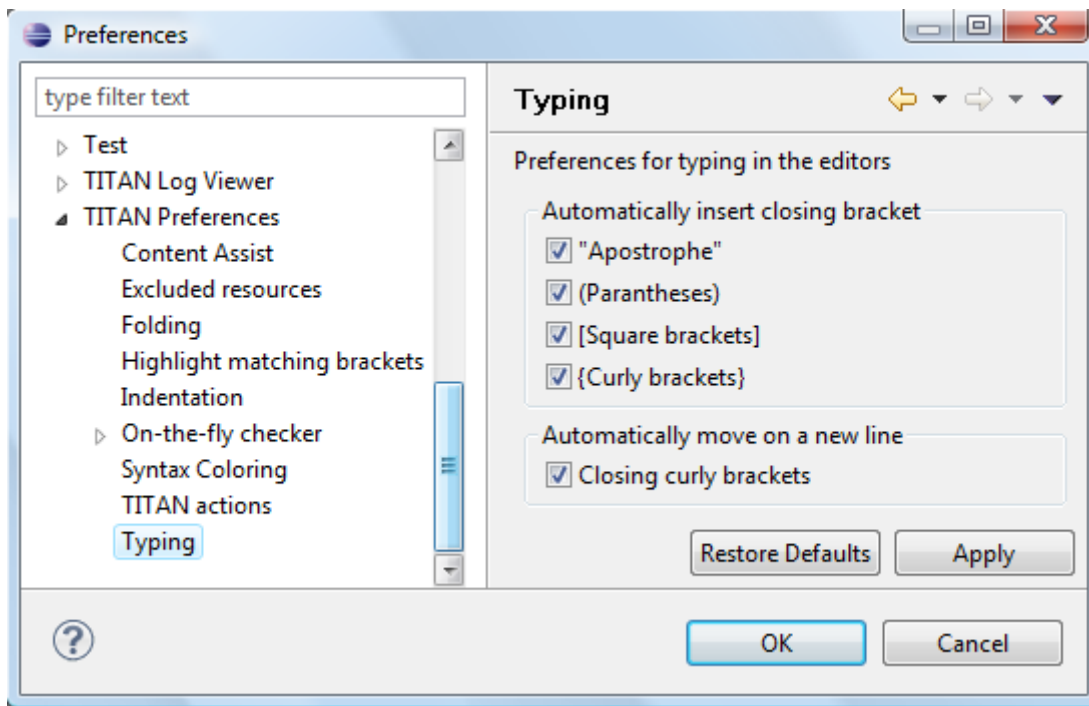 Preferences
type filter text
Test
TITAN Log Viewer
TITAN Preferences
Content Assist
Excluded resources
Folding
Highlight matching brackets
Indentation
On-the-fly checker
Syntax Coloring
TITAN actions
Typing
Typing
Preferences for typing in the editors
Automatically insert closing bracket
"Apostrophe"
(Parantheses)
[Square brackets]
{Curly brackets}
Automatically move on a new line
Closing curly brackets
Restore Defaults
Apply
?
OK
Cancel